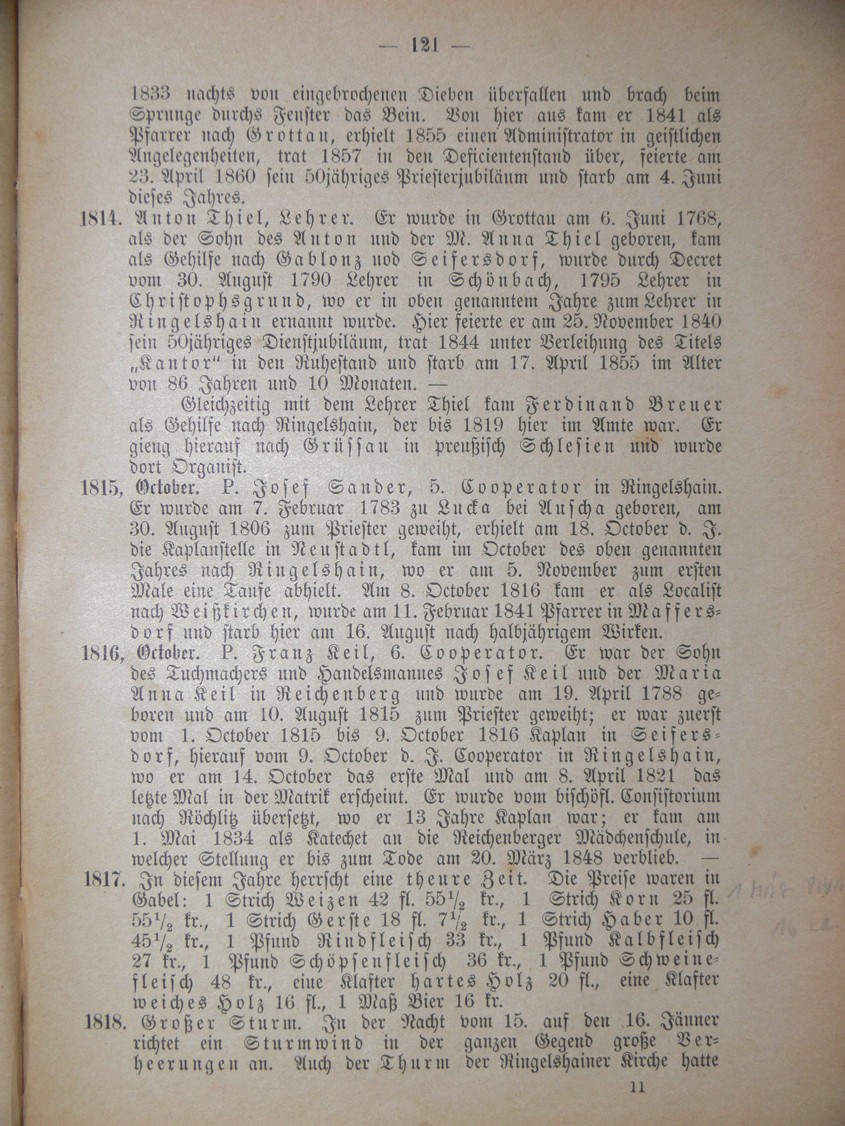 — 121 —
1833 nachts von eingebrochenen Dieben überfallen und brach beim
Sprunge durchs Fenſter das Bein. Von hier aus kam er 1841 als
Pfarrer nach Grottau, erhielt 1855 einen Adminiſtrator in geiſtlichen
Angelegenheiten, trat 1857 in den Deficientenſtand über, feierte am
23. April 1860 ſein 50jähriges Prieſterjubiläum und ſtarb am 4. Juni
dieſes Jahres.
1814. Anton Thiel, Lehrer. Er wurde in Grottau am 6. Juni 1768,
als der Sohn des Anton und der M. Anna Thiel geboren, kam
als Gehilfe nach Gablonz nob Seifersdorf, wurde durch Decret
vom 30. Auguſt 1790 Lehrer in Schönbach, 1795 Lehrer in
Chriſtophsgrund, wo er in oben genanntem Jahre zum Lehrer in
Ringelshain ernannt wurde. Hier feierte er am 25. November 1840
ſein 50jähriges Dienſtjubiläum, trat 1844 unter Verleihung des Titels
„Kantor“ in den Ruheſtand und ſtarb am 17. April 1855 im Alter
von 86 Jahren und 10 Monaten. —
Gleichzeitig mit dem Lehrer Thiel kam Ferdinand Breuer
als Gehilfe nach Ringelshain, der bis 1819 hier im Amte war. Er
gieng hierauf nach Grüſſau in preußiſch Schleſien und wurde
dort Organiſt.
1815, October. P. Joſef Sander, 5. Cooperator in Ringelshain.
Er wurde am 7. Februar 1783 zu Lucka bei Auſcha geboren, am
30. Auguſt 1806 zum Prieſter geweiht, erhielt am 18. October d. J.
die Kaplanſtelle in Neuſtadtl, kam im October des oben genannten
Jahres nach Ringelshain, wo er am 5. November zum erſten
Male eine Taufe abhielt. Am 8. October 1816 kam er als Localiſt
nach Weißkirchen, wurde am 11. Februar 1841 Pfarrer in Maffers-
dorf und ſtarb hier am 16. Auguſt nach halbjährigem Wirken.
1816, October. P. Franz Keil, 6. Cooperator. Er war der Sohn
des Tuchmachers und Handelsmannes Joſef Keil und der Maria
Anna Keil in Reichenberg und wurde am 19. April 1788 ge-
boren und am 10. Auguſt 1815 zum Prieſter geweiht; er war zuerſt
vom 1. October 1815 bis 9. October 1816 Kaplan in Seifers-
dorf, hierauf vom 9. October d. J. Cooperator in Ringelshain,
wo er am 14. October das erſte Mal und am 8. April 1821 das
letzte Mal in der Matrik erſcheint. Er wurde vom biſchöfl. Conſiſtorium
nach Röchlitz überſetzt, wo er 13 Jahre Kaplan war; er kam am
1. Mai 1834 als Katechet an die Reichenberger Mädchenſchule, in
welcher Stellung er bis zum Tode am 20. März 1848 verblieb. —
1817. In dieſem Jahre herrſcht eine theure Zeit. Die Preiſe waren in
Gabel: 1 Strich Weizen 42 fl. 55½ kr., 1 Strich Korn 25 fl.
55½ kr., 1 Strich Gerſte 18 fl. 7½ kr., 1 Strich Haber 10 fl.
45½ kr., 1 Pfund Rindfleiſch 33 kr., 1 Pfund Kalbfleiſch
27 kr., 1 Pfund Schöpſenfleiſch 36 kr., 1 Pfund Schweine-
fleiſch 48 kr., eine Klafter hartes Holz 20 fl., eine Klafter
weiches Holz 16 fl., 1 Maß Bier 16 kr.
1818. Großer Sturm. In der Nacht vom 15. auf den 16. Jänner
richtet ein Sturmwind in der ganzen Gegend große Ver-
heerungen an. Auch der Thurm der Ringelshainer Kirche hatte
11